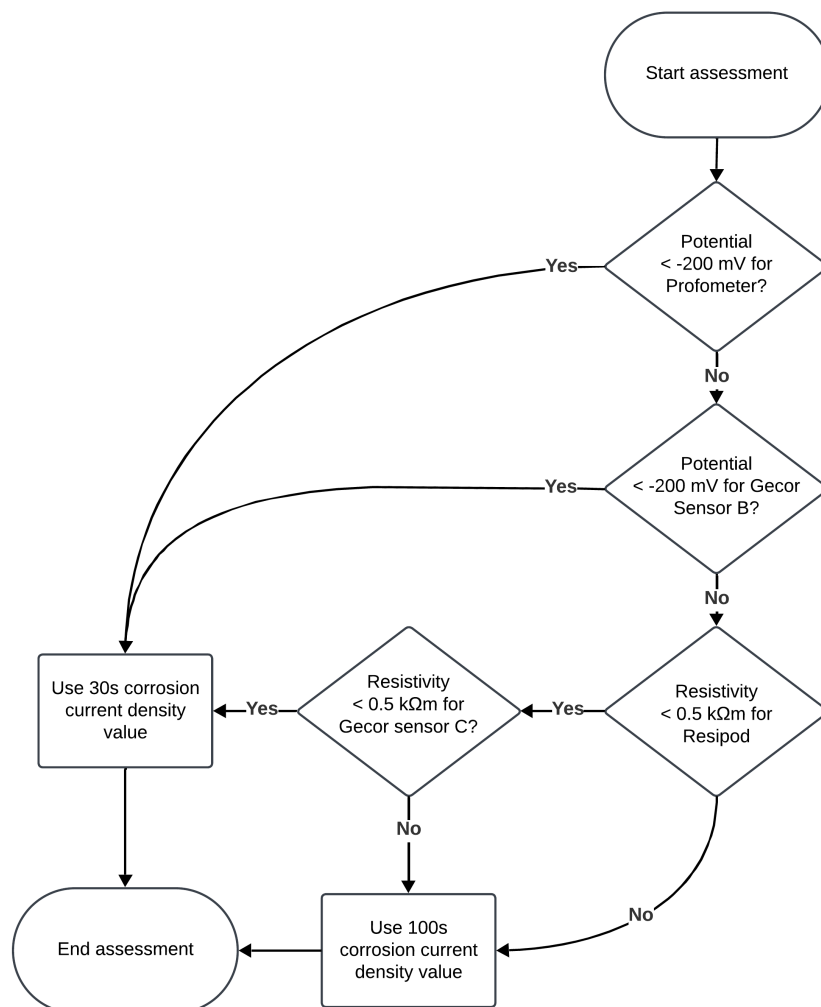 Start assessment
Potential
< -200 mV for
Profometer?
Yes
No
Potential
< -200 mV for Gecor
Sensor B?
Yes
No
Resistivity
< 0.5 kΩm for
Resipod
Yes
Resistivity
< 0.5 kΩm for
Gecor sensor C?
Yes
Use 30s corrosion
current density
value
No
No
Use 100s
corrosion current
density value
End assessment